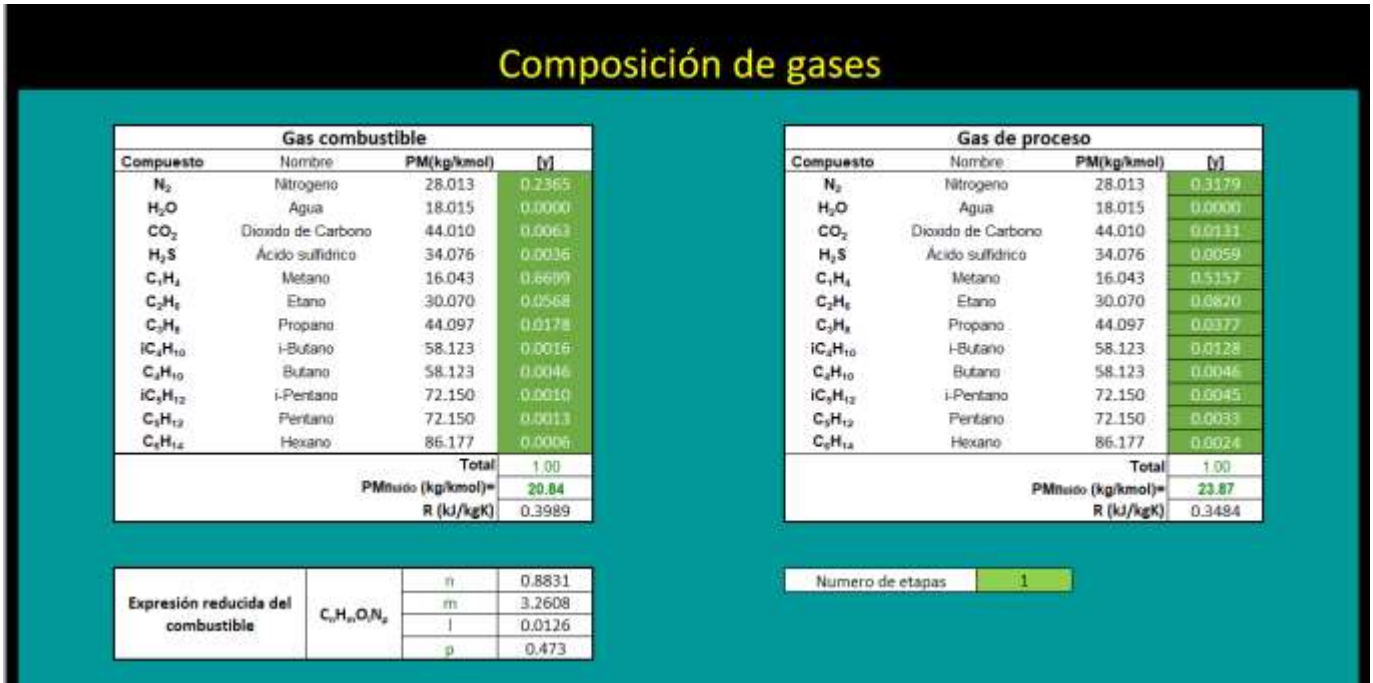 Composición de gases
Gas combustible
Compuesto Nombre PM(kg/kmol) [y]
N₂ Nitrogeno 28.013 0.2365
H₂O Agua 18.015 0.0000
CO₂ Dioxido de Carbono 44.010 0.0063
H₂S Ácido sulfidrico 34.076 0.0036
C₁H₄ Metano 16.043 0.6699
C₂H₆ Etano 30.070 0.0568
C₃H₈ Propano 44.097 0.0178
iC₄H₁₀ i-Butano 58.123 0.0016
C₄H₁₀ Butano 58.123 0.0046
iC₅H₁₂ i-Pentano 72.150 0.0010
C₅H₁₂ Pentano 72.150 0.0013
C₆H₁₄ Hexano 86.177 0.0006
Total 1.00
PMfluido (kg/kmol)= 20.84
R (kJ/kgK) 0.3989
Gas de proceso
Compuesto Nombre PM(kg/kmol) [y]
N₂ Nitrogeno 28.013 0.3179
H₂O Agua 18.015 0.0000
CO₂ Dioxido de Carbono 44.010 0.0131
H₂S Ácido sulfidrico 34.076 0.0059
C₁H₄ Metano 16.043 0.5157
C₂H₆ Etano 30.070 0.0820
C₃H₈ Propano 44.097 0.0377
iC₄H₁₀ i-Butano 58.123 0.0128
C₄H₁₀ Butano 58.123 0.0046
iC₅H₁₂ i-Pentano 72.150 0.0045
C₅H₁₂ Pentano 72.150 0.0033
C₆H₁₄ Hexano 86.177 0.0024
Total 1.00
PMfluido (kg/kmol)= 23.87
R (kJ/kgK) 0.3484
Expresión reducida del
combustible
CₙHₘOₗNₚ
n 0.8831
m 3.2608
l 0.0126
p 0.473
Numero de etapas 1